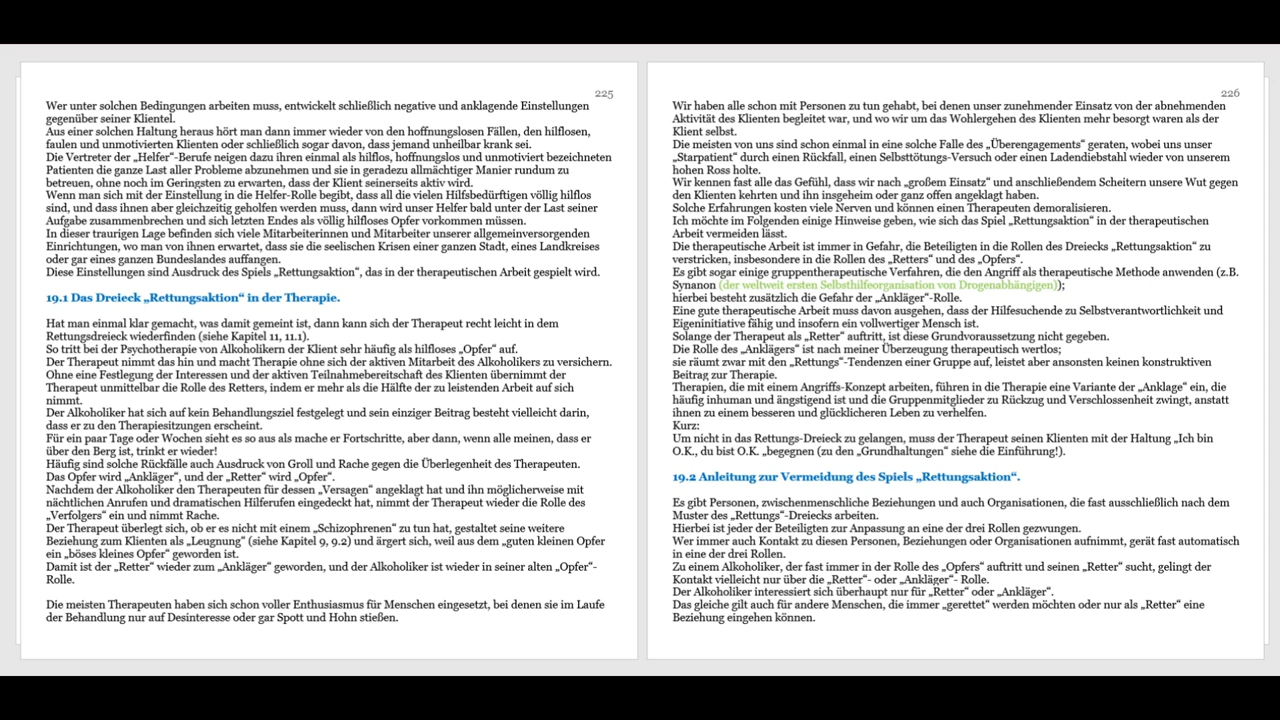 225
Wer unter solchen Bedingungen arbeiten muss, entwickelt schließlich negative und anklagende Einstellungen
gegenüber seiner Klientel.
Aus einer solchen Haltung heraus hört man dann immer wieder von den hoffnungslosen Fällen, den hilflosen,
faulen und unmotivierten Klienten oder schließlich sogar davon, dass jemand unheilbar krank sei.
Die Vertreter der „Helfer“-Berufe neigen dazu ihren einmal als hilflos, hoffnungslos und unmotiviert bezeichneten
Patienten die ganze Last aller Probleme abzunehmen und sie in geradezu allmächtiger Manier rundum zu
betreuen, ohne noch im Geringsten zu erwarten, dass der Klient seinerseits aktiv wird.
Wenn man sich mit der Einstellung in die Helfer-Rolle begibt, dass all die vielen Hilfsbedürftigen völlig hilflos
sind, und dass ihnen aber gleichzeitig geholfen werden muss, dann wird unser Helfer bald unter der Last seiner
Aufgabe zusammenbrechen und sich letzten Endes als völlig hilfloses Opfer vorkommen müssen.
In dieser traurigen Lage befinden sich viele Mitarbeiterinnen und Mitarbeiter unserer allgemeinversorgenden
Einrichtungen, wo man von ihnen erwartet, dass sie die seelischen Krisen einer ganzen Stadt, eines Landkreises
oder gar eines ganzen Bundeslandes auffangen.
Diese Einstellungen sind Ausdruck des Spiels „Rettungsaktion“, das in der therapeutischen Arbeit gespielt wird.
19.1 Das Dreieck „Rettungsaktion“ in der Therapie.
Hat man einmal klar gemacht, was damit gemeint ist, dann kann sich der Therapeut recht leicht in dem
Rettungsdreieck wiederfinden (siehe Kapitel 11, 11.1).
So tritt bei der Psychotherapie von Alkoholikern der Klient sehr häufig als hilfloses „Opfer“ auf.
Der Therapeut nimmt das hin und macht Therapie ohne sich der aktiven Mitarbeit des Alkoholikers zu versichern.
Ohne eine Festlegung der Interessen und der aktiven Teilnahmebereitschaft des Klienten übernimmt der
Therapeut unmittelbar die Rolle des Retters, indem er mehr als die Hälfte der zu leistenden Arbeit auf sich
nimmt.
Der Alkoholiker hat sich auf kein Behandlungsziel festgelegt und sein einziger Beitrag besteht vielleicht darin,
dass er zu den Therapiesitzungen erscheint.
Für ein paar Tage oder Wochen sieht es so aus als mache er Fortschritte, aber dann, wenn alle meinen, dass er
über den Berg ist, trinkt er wieder!
Häufig sind solche Rückfälle auch Ausdruck von Groll und Rache gegen die Überlegenheit des Therapeuten.
Das Opfer wird „Ankläger“, und der „Retter“ wird „Opfer“.
Nachdem der Alkoholiker den Therapeuten für dessen „Versagen“ angeklagt hat und ihn möglicherweise mit
nächtlichen Anrufen und dramatischen Hilferufen eingedeckt hat, nimmt der Therapeut wieder die Rolle des
„Verfolgers“ ein und nimmt Rache.
Der Therapeut überlegt sich, ob er es nicht mit einem „Schizophrenen“ zu tun hat, gestaltet seine weitere
Beziehung zum Klienten als „Leugnung“ (siehe Kapitel 9, 9.2) und ärgert sich, weil aus dem „guten kleinen Opfer
ein „böses kleines Opfer“ geworden ist.
Damit ist der „Retter“ wieder zum „Ankläger“ geworden, und der Alkoholiker ist wieder in seiner alten „Opfer“-
Rolle.
Die meisten Therapeuten haben sich schon voller Enthusiasmus für Menschen eingesetzt, bei denen sie im Laufe
der Behandlung nur auf Desinteresse oder gar Spott und Hohn stießen.
226
Wir haben alle schon mit Personen zu tun gehabt, bei denen unser zunehmender Einsatz von der abnehmenden
Aktivität des Klienten begleitet war, und wo wir um das Wohlergehen des Klienten mehr besorgt waren als der
Klient selbst.
Die meisten von uns sind schon einmal in eine solche Falle des „Überengagements“ geraten, wobei uns unser
„Starpatient“ durch einen Rückfall, einen Selbsttötungs-Versuch oder einen Ladendiebstahl wieder von unserem
hohen Ross holte.
Wir kennen fast alle das Gefühl, dass wir nach „großem Einsatz“ und anschließendem Scheitern unsere Wut gegen
den Klienten kehrten und ihn insgeheim oder ganz offen angeklagt haben.
Solche Erfahrungen kosten viele Nerven und können einen Therapeuten demoralisieren.
Ich möchte im Folgenden einige Hinweise geben, wie sich das Spiel „Rettungsaktion“ in der therapeutischen
Arbeit vermeiden lässt.
Die therapeutische Arbeit ist immer in Gefahr, die Beteiligten in die Rollen des Dreiecks „Rettungsaktion“ zu
verstricken, insbesondere in die Rollen des „Retters“ und des „Opfers“.
Es gibt sogar einige gruppentherapeutische Verfahren, die den Angriff als therapeutische Methode anwenden (z.B.
Synanon (der weltweit ersten Selbsthilfeorganisation von Drogenabhängigen));
hierbei besteht zusätzlich die Gefahr der „Ankläger“-Rolle.
Eine gute therapeutische Arbeit muss davon ausgehen, dass der Hilfesuchende zu Selbstverantwortlichkeit und
Eigeninitiative fähig und insofern ein vollwertiger Mensch ist.
Solange der Therapeut als „Retter“ auftritt, ist diese Grundvoraussetzung nicht gegeben.
Die Rolle des „Anklägers“ ist nach meiner Überzeugung therapeutisch wertlos;
sie räumt zwar mit den „Rettungs“-Tendenzen einer Gruppe auf, leistet aber ansonsten keinen konstruktiven
Beitrag zur Therapie.
Therapien, die mit einem Angriffs-Konzept arbeiten, führen in die Therapie eine Variante der „Anklage“ ein, die
häufig inhuman und ängstigend ist und die Gruppenmitglieder zu Rückzug und Verschlossenheit zwingt, anstatt
ihnen zu einem besseren und glücklicheren Leben zu verhelfen.
Kurz:
Um nicht in das Rettungs-Dreieck zu gelangen, muss der Therapeut seinen Klienten mit der Haltung „Ich bin
O.K., du bist O.K. „begegnen (zu den „Grundhaltungen“ siehe die Einführung!).
19.2 Anleitung zur Vermeidung des Spiels „Rettungsaktion“.
Es gibt Personen, zwischenmenschliche Beziehungen und auch Organisationen, die fast ausschließlich nach dem
Muster des „Rettungs“-Dreiecks arbeiten.
Hierbei ist jeder der Beteiligten zur Anpassung an eine der drei Rollen gezwungen.
Wer immer auch Kontakt zu diesen Personen, Beziehungen oder Organisationen aufnimmt, gerät fast automatisch
in eine der drei Rollen.
Zu einem Alkoholiker, der fast immer in der Rolle des „Opfers“ auftritt und seinen „Retter“ sucht, gelingt der
Kontakt vielleicht nur über die „Retter“- oder „Ankläger“- Rolle.
Der Alkoholiker interessiert sich überhaupt nur für „Retter“ oder „Ankläger“.
Das gleiche gilt auch für andere Menschen, die immer „gerettet“ werden möchten oder nur als „Retter“ eine
Beziehung eingehen können.